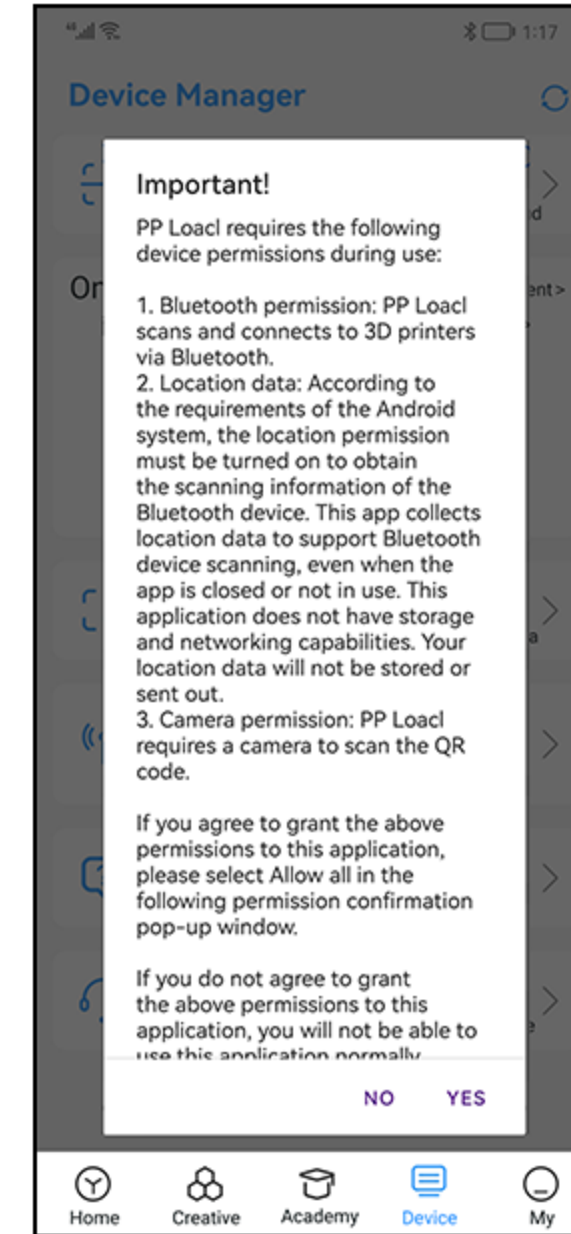 1:17
Device Manager
Important!
PP Loacl requires the following
device permissions during use:
1. Bluetooth permission: PP Loacl
scans and connects to 3D printers
via Bluetooth.
2. Location data: According to
the requirements of the Android
system, the location permission
must be turned on to obtain
the scanning information of the
Bluetooth device. This app collects
location data to support Bluetooth
device scanning, even when the
app is closed or not in use. This
application does not have storage
and networking capabilities. Your
location data will not be stored or
sent out.
3. Camera permission: PP Loacl
requires a camera to scan the QR
code.
If you agree to grant the above
permissions to this application,
please select Allow all in the
following permission confirmation
pop-up window.
If you do not agree to grant
the above permissions to this
application, you will not be able to
use this application normally
NO YES
Home Creative Academy Device My